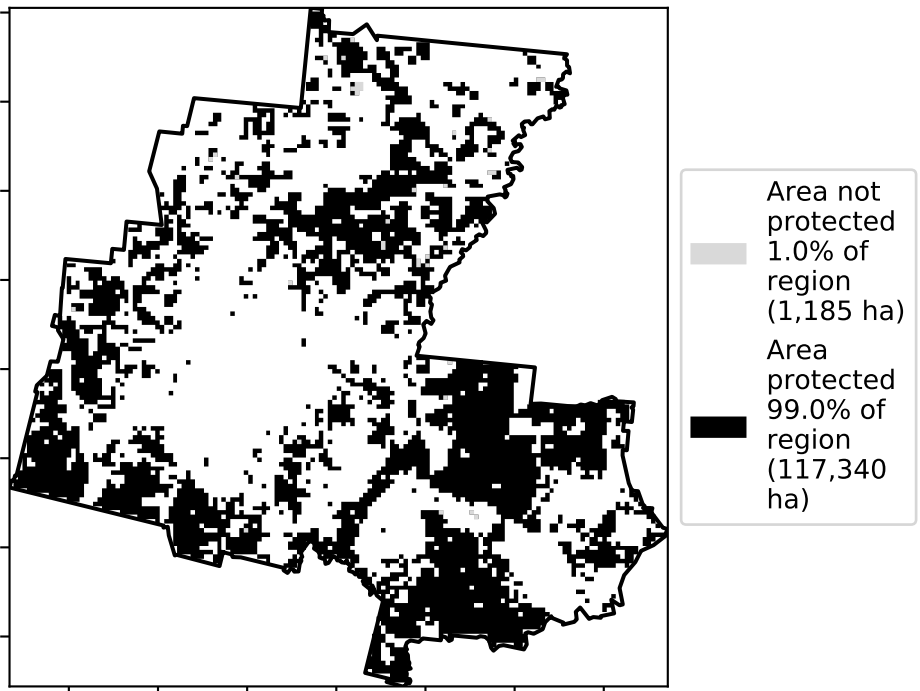 Area not
protected
1.0% of
region
(1,185 ha)
Area
protected
99.0% of
region
(117,340
ha)